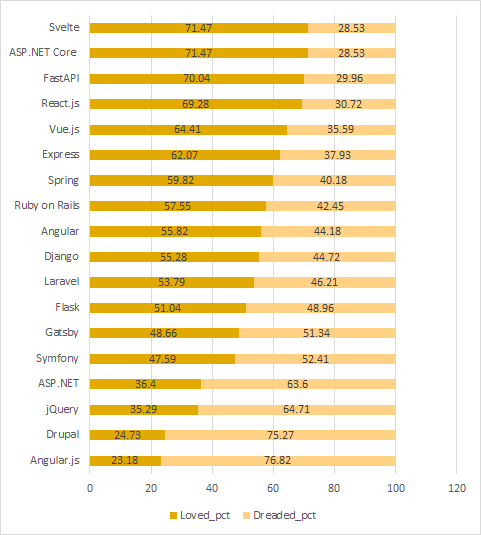 Svelte 71.47 28.53
ASP.NET Core 71.47 28.53
FastAPI 70.04 29.96
React.js 69.28 30.72
Vue.js 64.41 35.59
Express 62.07 37.93
Spring 59.82 40.18
Ruby on Rails 57.55 42.45
Angular 55.82 44.18
Django 55.28 44.72
Laravel 53.79 46.21
Flask 51.04 48.96
Gatsby 48.66 51.34
Symfony 47.59 52.41
ASP.NET 36.4 63.6
jQuery 35.29 64.71
Drupal 24.73 75.27
Angular.js 23.18 76.82
0 20 40 60 80 100 120
Loved_pct Dreaded_pct